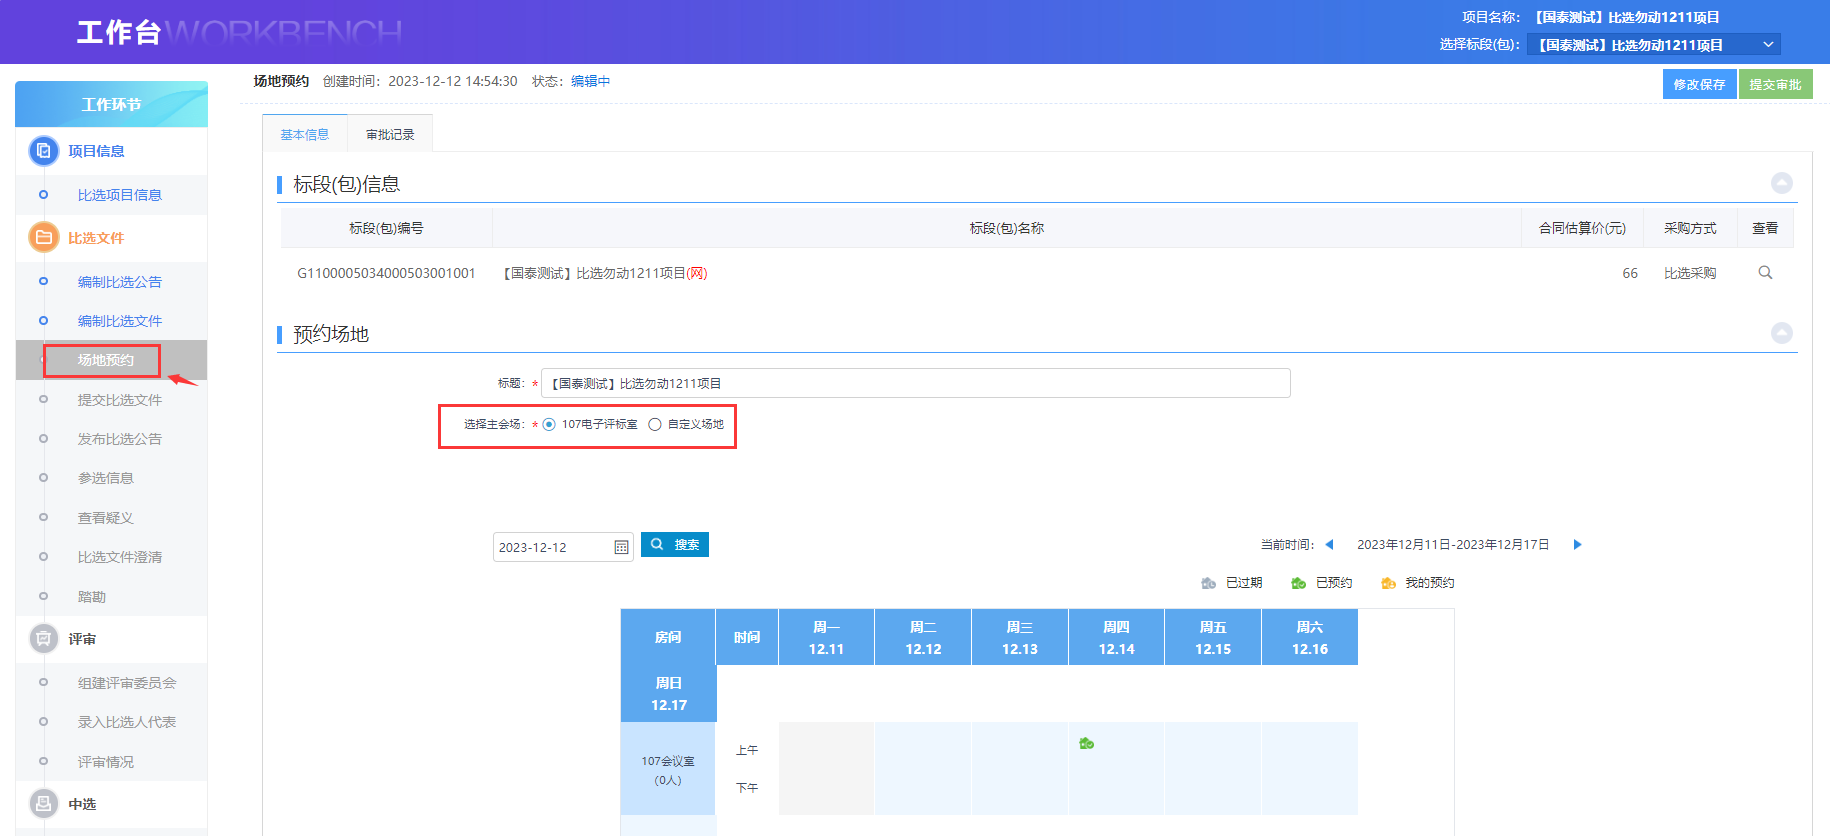 工作台WORKBENCH
项目名称：【国泰测试】比选勿动1211项目
选择标段(包)：【国泰测试】比选勿动1211项目
工作环节
项目信息
比选项目信息
比选文件
编制比选公告
编制比选文件
场地预约
提交比选文件
发布比选公告
参选信息
查看疑义
比选文件澄清
踏勘
评审
组建评审委员会
录入比选人代表
评审情况
中选
场地预约 创建时间：2023-12-12 14:54:30 状态：编辑中
修改保存 提交审批
基本信息 审批记录
标段(包)信息
标段(包)编号 标段(包)名称 合同估算价(元) 采购方式 查看
G1100005034000503001001 【国泰测试】比选勿动1211项目(网) 66 比选采购
预约场地
标题：*【国泰测试】比选勿动1211项目
选择主会场：* 107电子评标室 自定义场地
2023-12-12 搜索
当前时间： 2023年12月11日-2023年12月17日
已过期 已预约 我的预约
房间 时间 周一 12.11 周二 12.12 周三 12.13 周四 12.14 周五 12.15 周六 12.16
周日
12.17
107会议室
（0人）
上午
下午